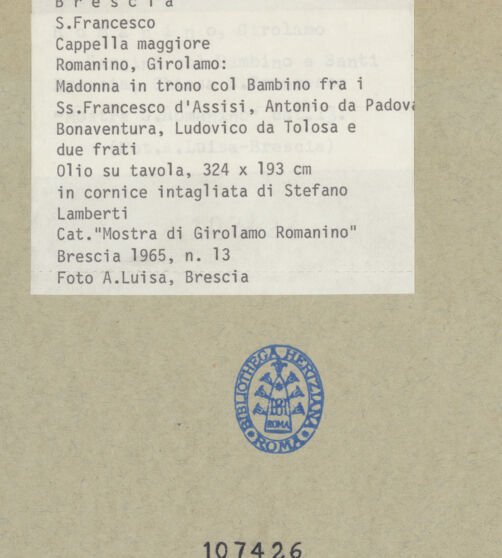 B r e s c i a
S.Francesco
Cappella maggiore
Romanino, Girolamo:
Madonna in trono col Bambino fra i
Ss.Francesco d'Assisi, Antonio da Padova
Bonaventura, Ludovico da Tolosa e
due frati
Olio su tavola, 324 x 193 cm
in cornice intagliata di Stefano
Lamberti
Cat."Mostra di Girolamo Romanino"
Brescia 1965, n. 13
Foto A.Luisa, Brescia
BIBLIOTHECA HERTZIANA
ROMA
ROMA
107426